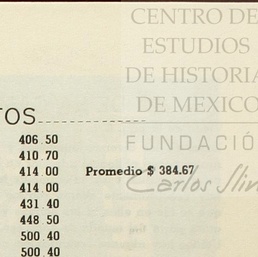 CENTRO DE
ESTUDIOS
DE HISTORIA
DE MEXICO
FUNDACIÓ
Carlos Slim
TOS
406.50
410.70
414.00 Promedio $ 384.67
414.00
431.40
448.50
500.40
500.40